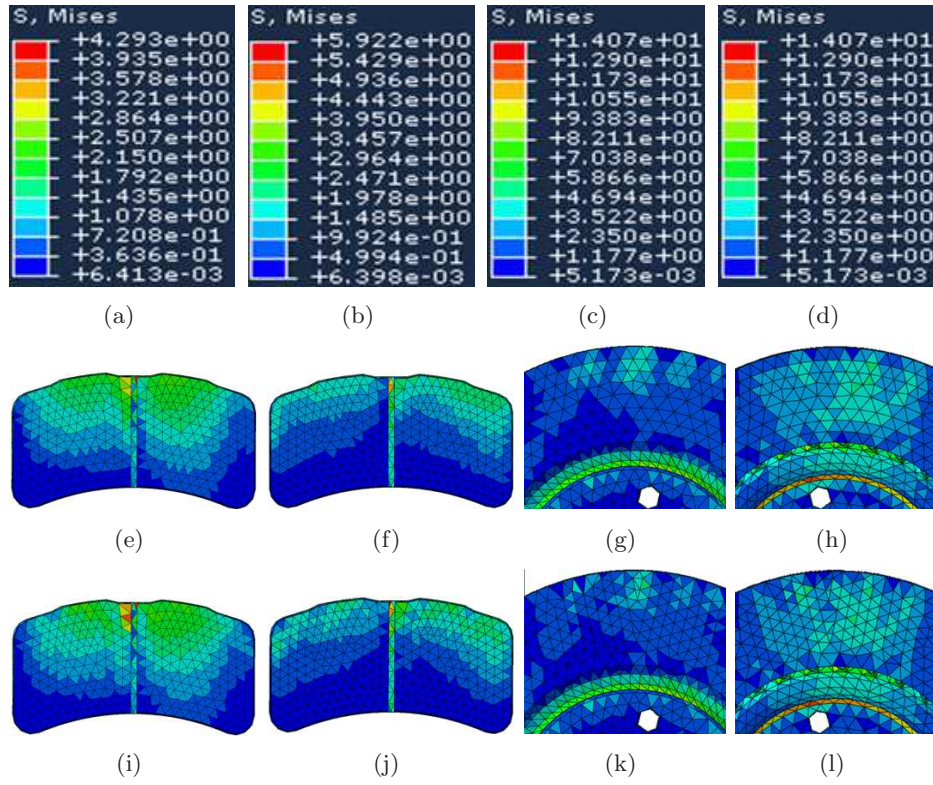 S, Mises
+4.293e+00
+3.935e+00
+3.578e+00
+3.221e+00
+2.864e+00
+2.507e+00
+2.150e+00
+1.792e+00
+1.435e+00
+1.078e+00
+7.208e-01
+3.636e-01
+6.413e-03
(a)
S, Mises
+5.922e+00
+5.429e+00
+4.936e+00
+4.443e+00
+3.950e+00
+3.457e+00
+2.964e+00
+2.471e+00
+1.978e+00
+1.485e+00
+9.924e-01
+4.994e-01
+6.398e-03
(b)
S, Mises
+1.407e+01
+1.290e+01
+1.173e+01
+1.055e+01
+9.383e+00
+8.211e+00
+7.038e+00
+5.866e+00
+4.694e+00
+3.522e+00
+2.350e+00
+1.177e+00
+5.173e-03
(c)
S, Mises
+1.407e+01
+1.290e+01
+1.173e+01
+1.055e+01
+9.383e+00
+8.211e+00
+7.038e+00
+5.866e+00
+4.694e+00
+3.522e+00
+2.350e+00
+1.177e+00
+5.173e-03
(d)
(e)
(f)
(g)
(h)
(i)
(j)
(k)
(l)